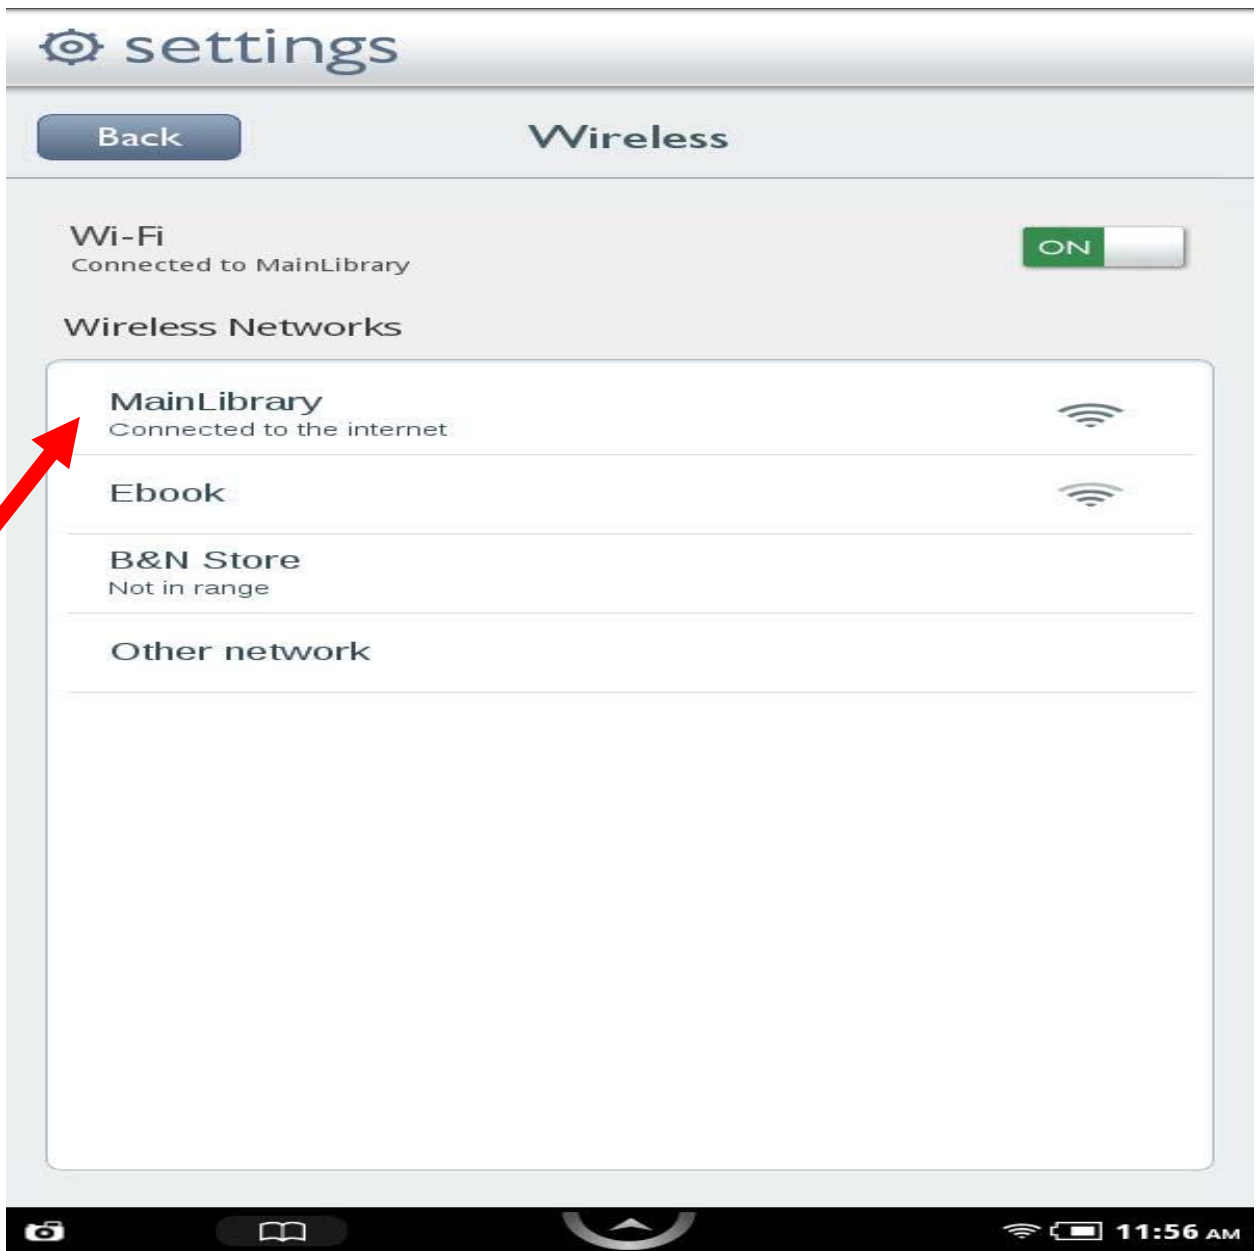 settings
Back
Wireless
Wi-Fi
ON
Connected to MainLibrary
Wireless Networks
MainLibrary
Connected to the internet
Ebook
B&N Store
Not in range
Other network
11:56 AM